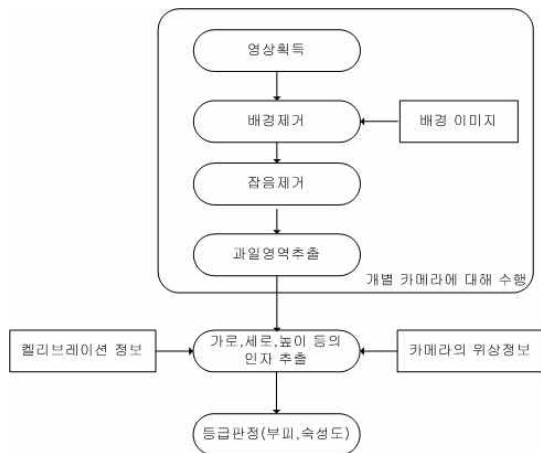 영상획득
배경제거
배경 이미지
잡음제거
과일영역추출
개별 카메라에 대해 수행
켈리브레이션 정보
가로,세로,높이 등의
인자 추출
카메라의 위상정보
등급판정(부피,숙성도)